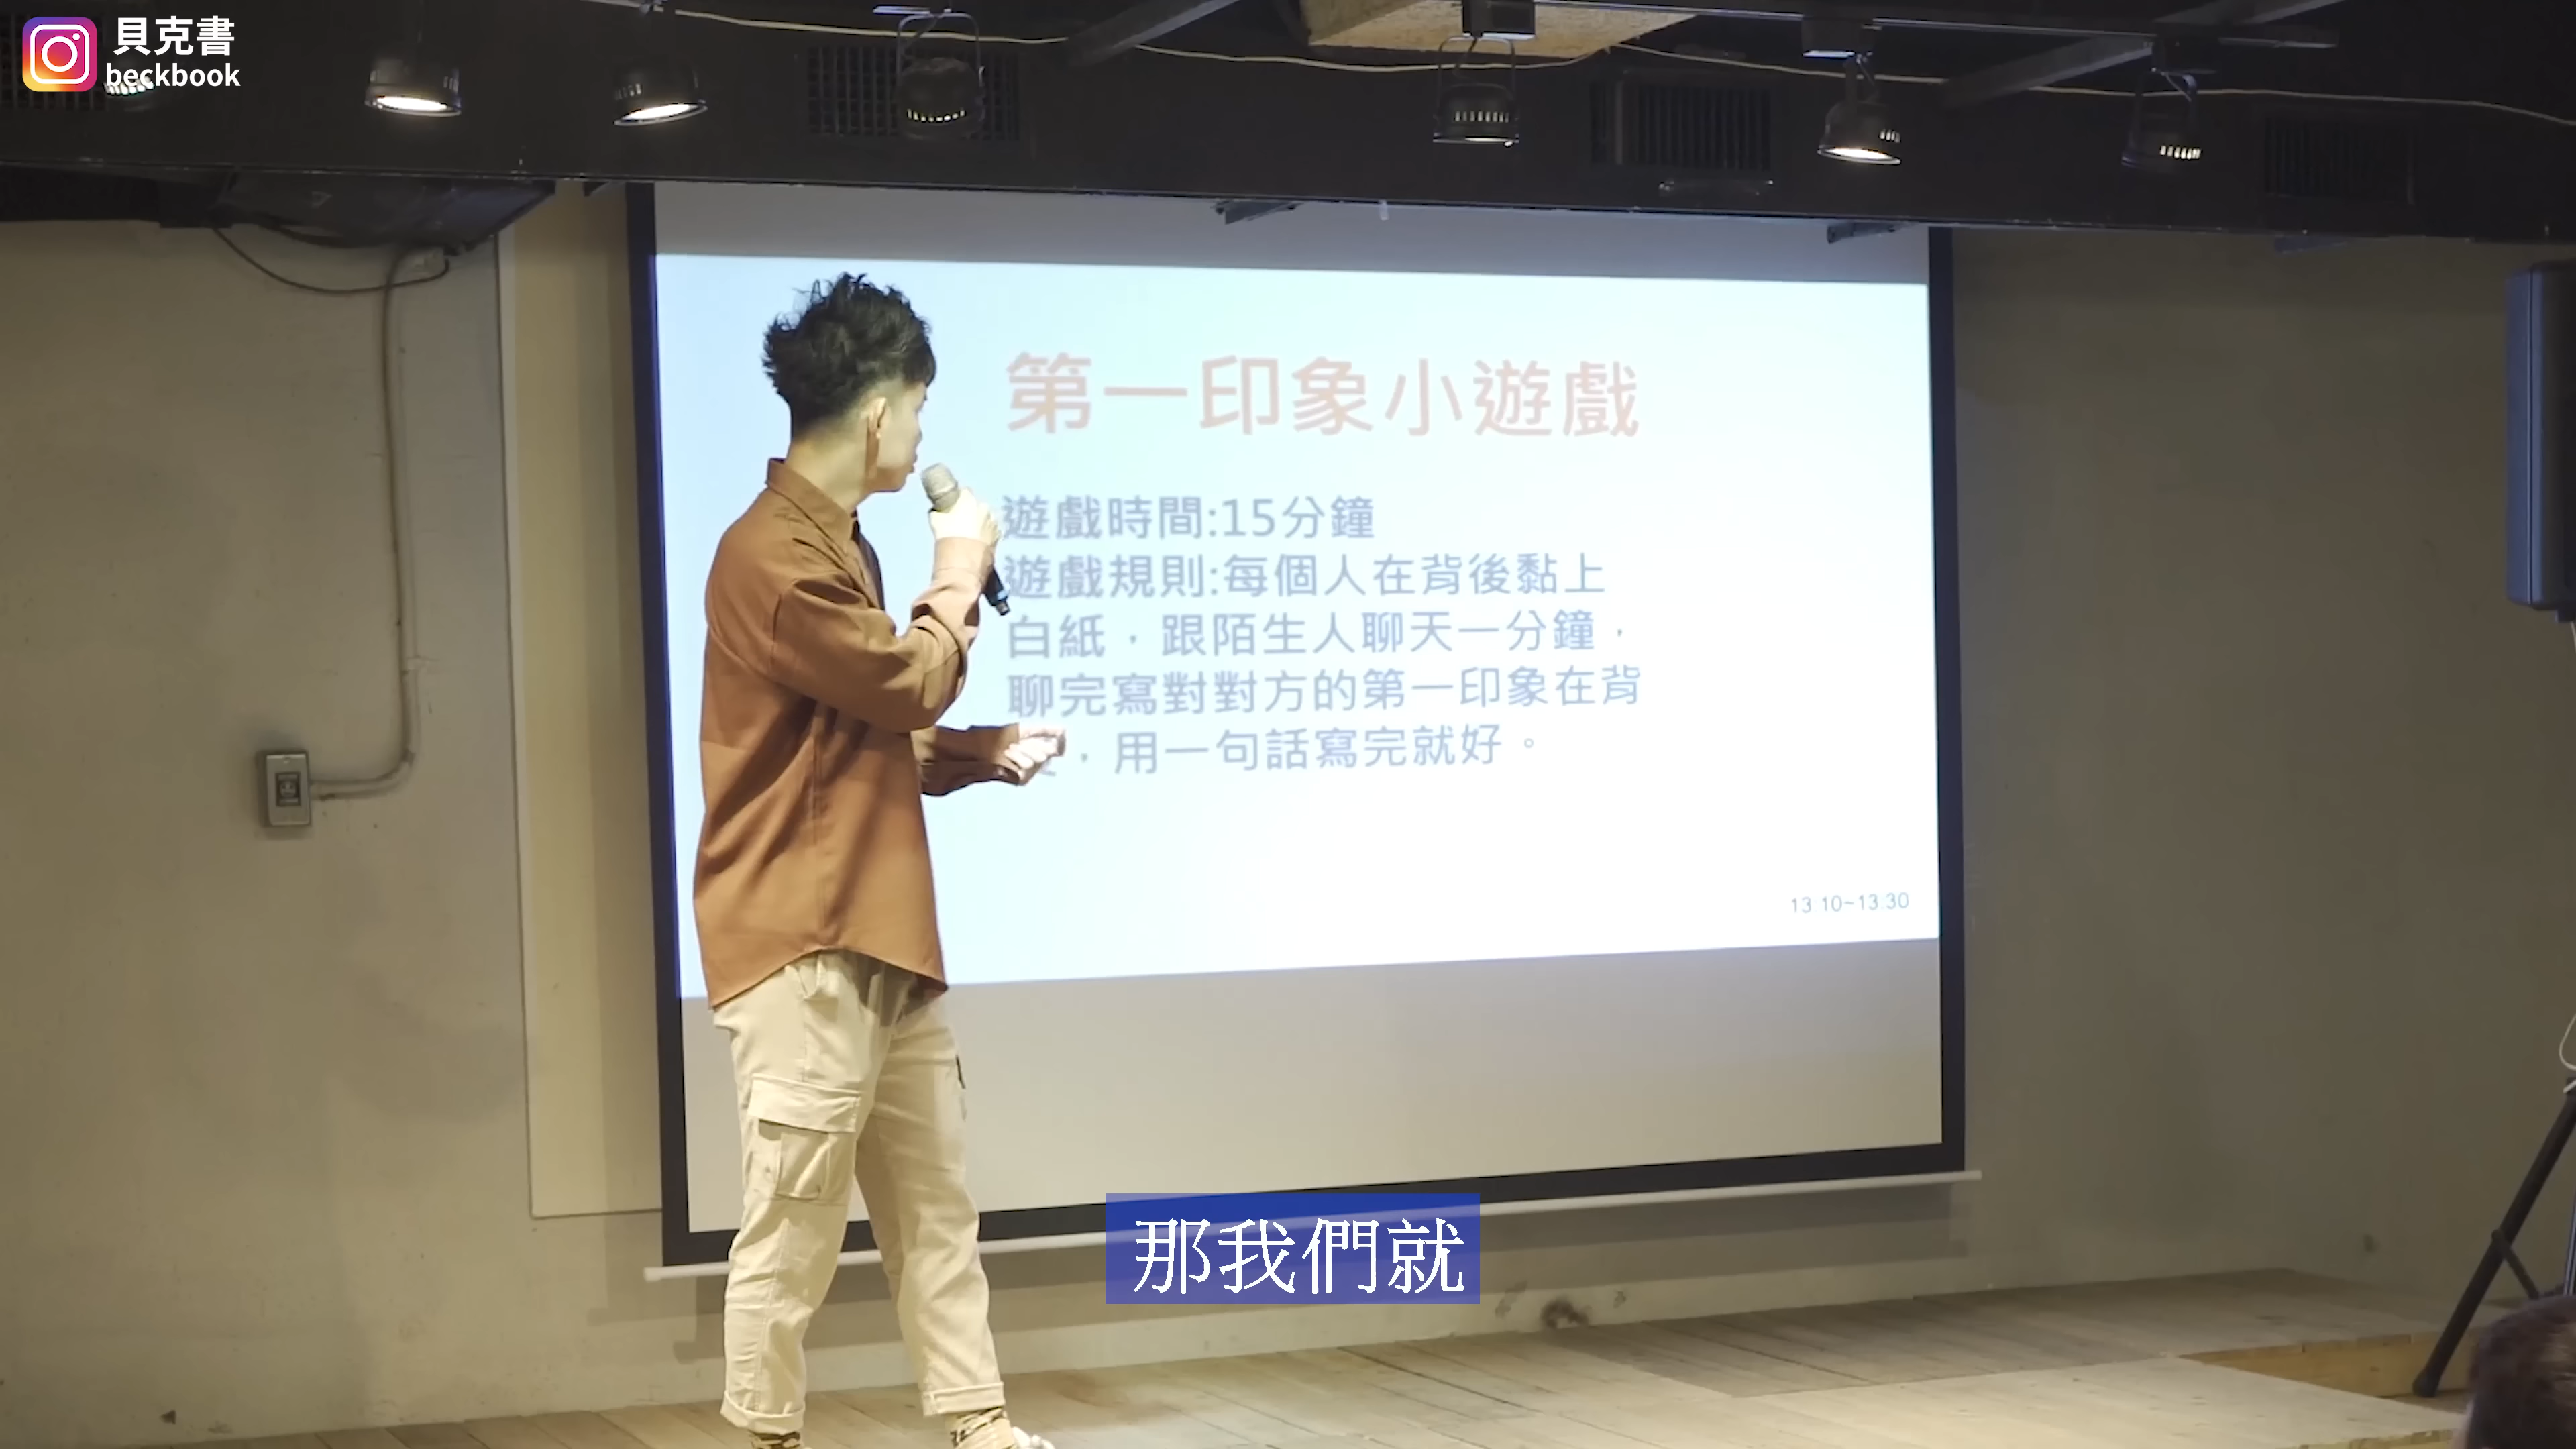 貝克書
beckbook
第一印象小遊戲
遊戲時間:15分鐘
遊戲規則:每個人在背後黏上
白紙，跟陌生人聊天一分鐘，
聊完寫對對方的第一印象在背
，用一句話寫完就好。
13:10~13:30
那我們就